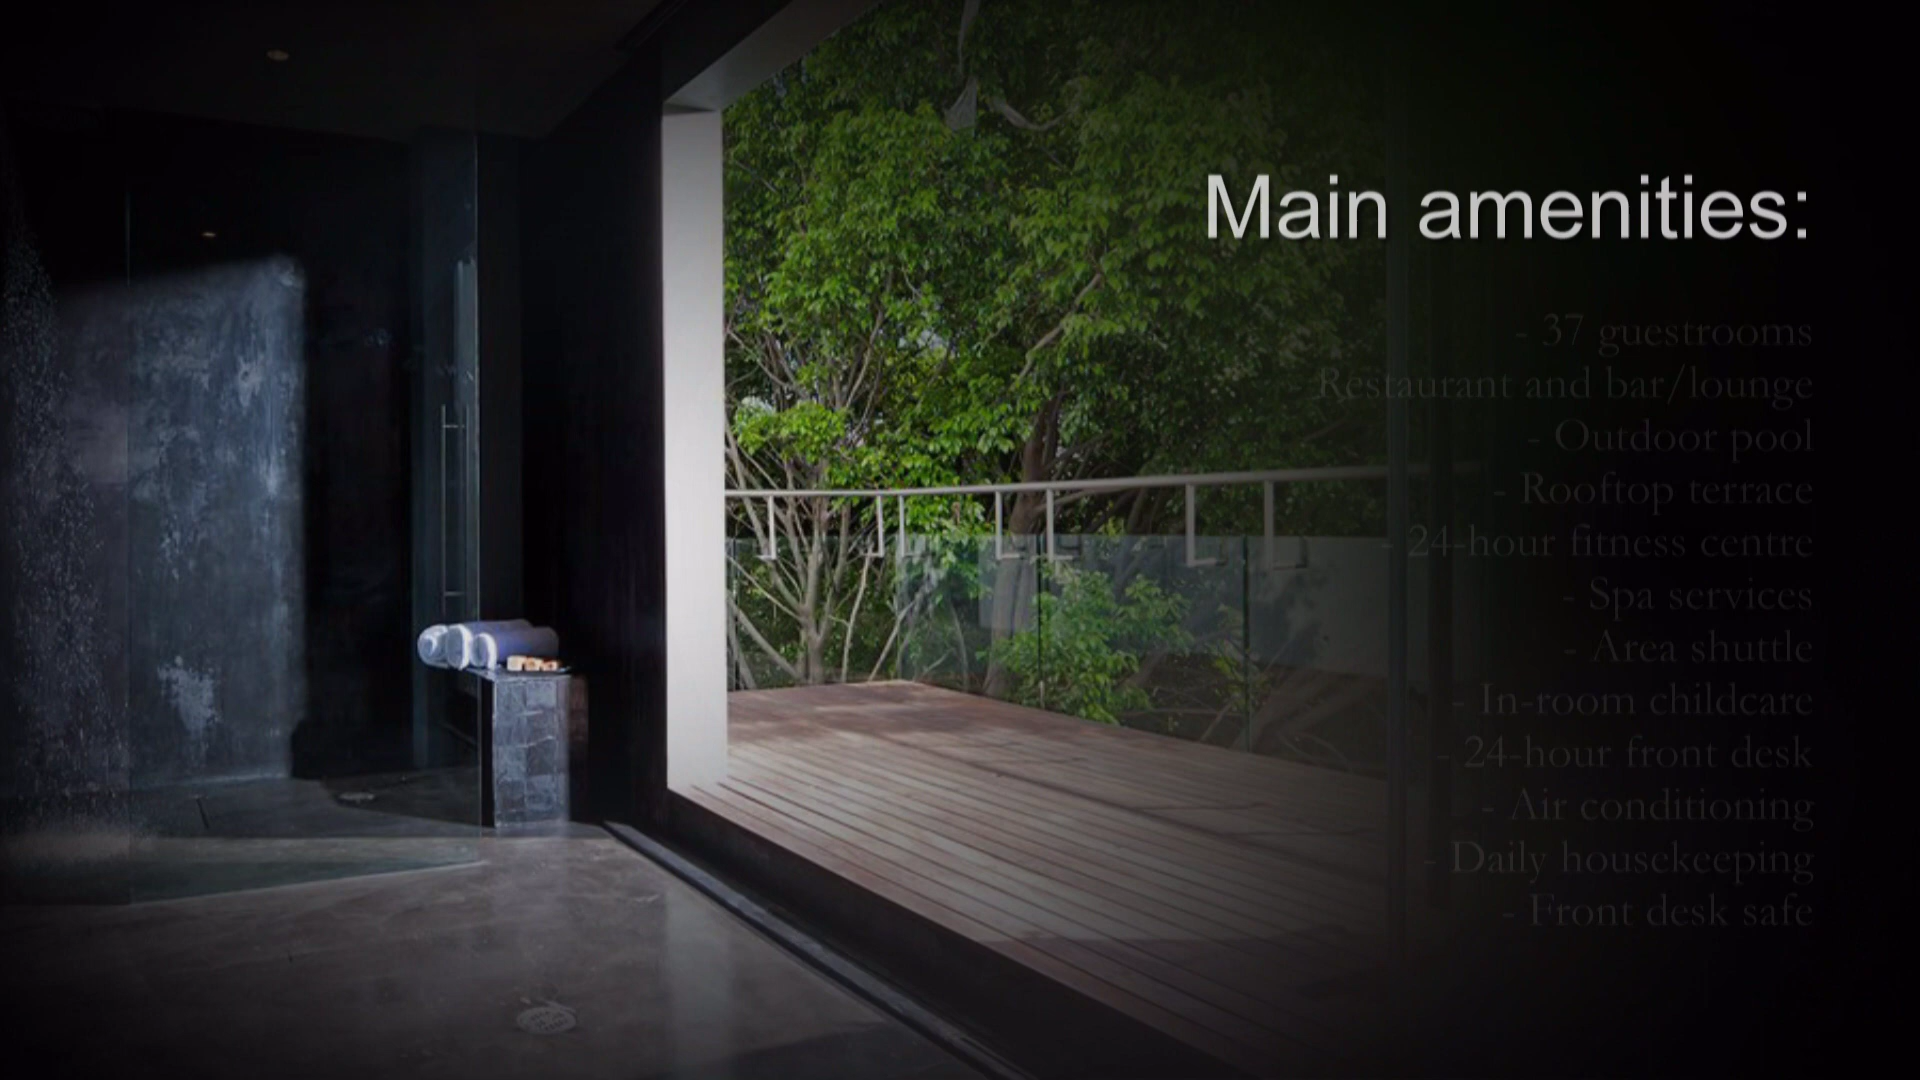 Main amenities:
- 37 guestrooms
- Restaurant and bar/lounge
- Outdoor pool
- Rooftop terrace
- 24-hour fitness centre
- Spa services
- Area shuttle
- In-room childcare
- 24-hour front desk
- Air conditioning
- Daily housekeeping
- Front desk safe